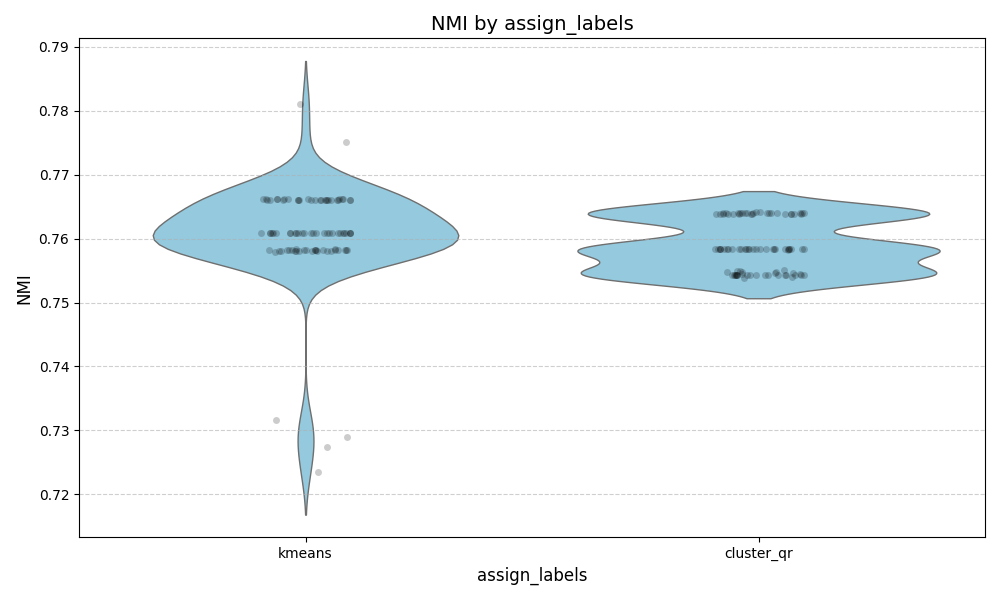 NMI by assign_labels
0.79
0.78
0.77
0.76
0.75
0.74
0.73
0.72
NMI
kmeans
cluster_qr
assign_labels